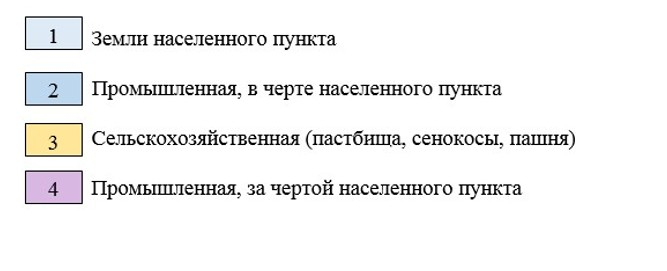 1 Земли населенного пункта
2 Промышленная, в черте населенного пункта
3 Сельскохозяйственная (пастбища, сенокосы, пашня)
4 Промышленная, за чертой населенного пункта